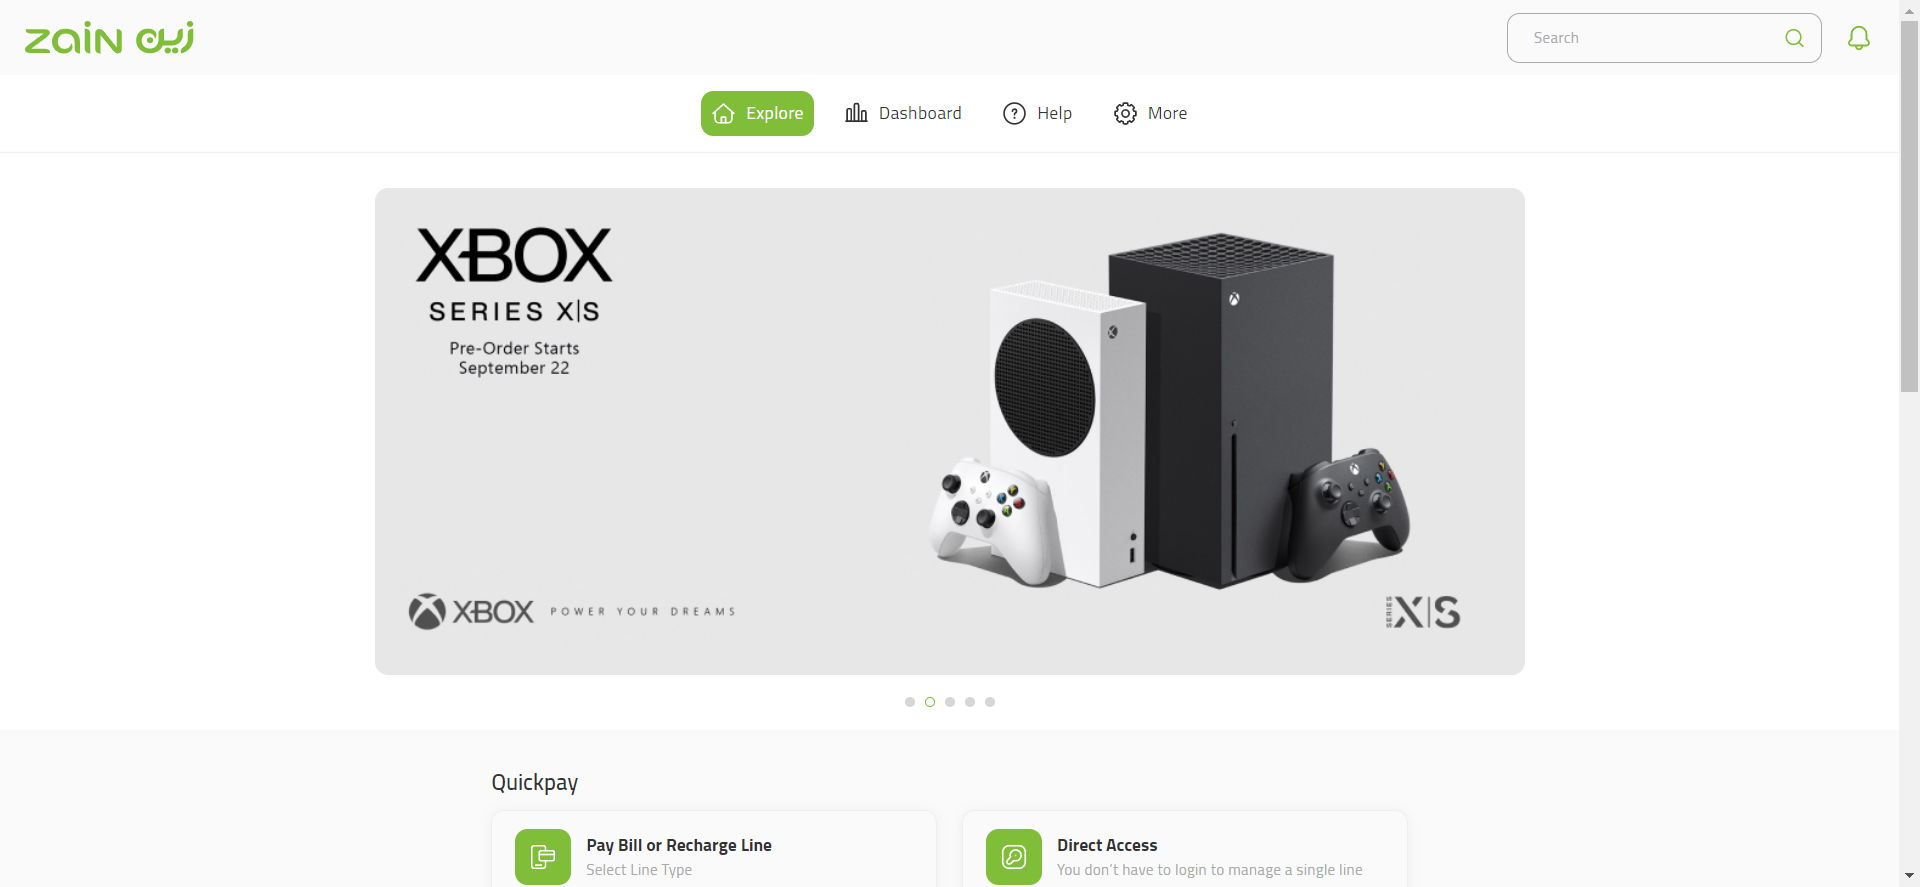 zain زين
Search
Explore
Dashboard
Help
More
XBOX
SERIES X|S
Pre-Order Starts
September 22
XBOX POWER YOUR DREAMS
SERIES X|S
Quickpay
Pay Bill or Recharge Line
Select Line Type
Direct Access
You don't have to login to manage a single line